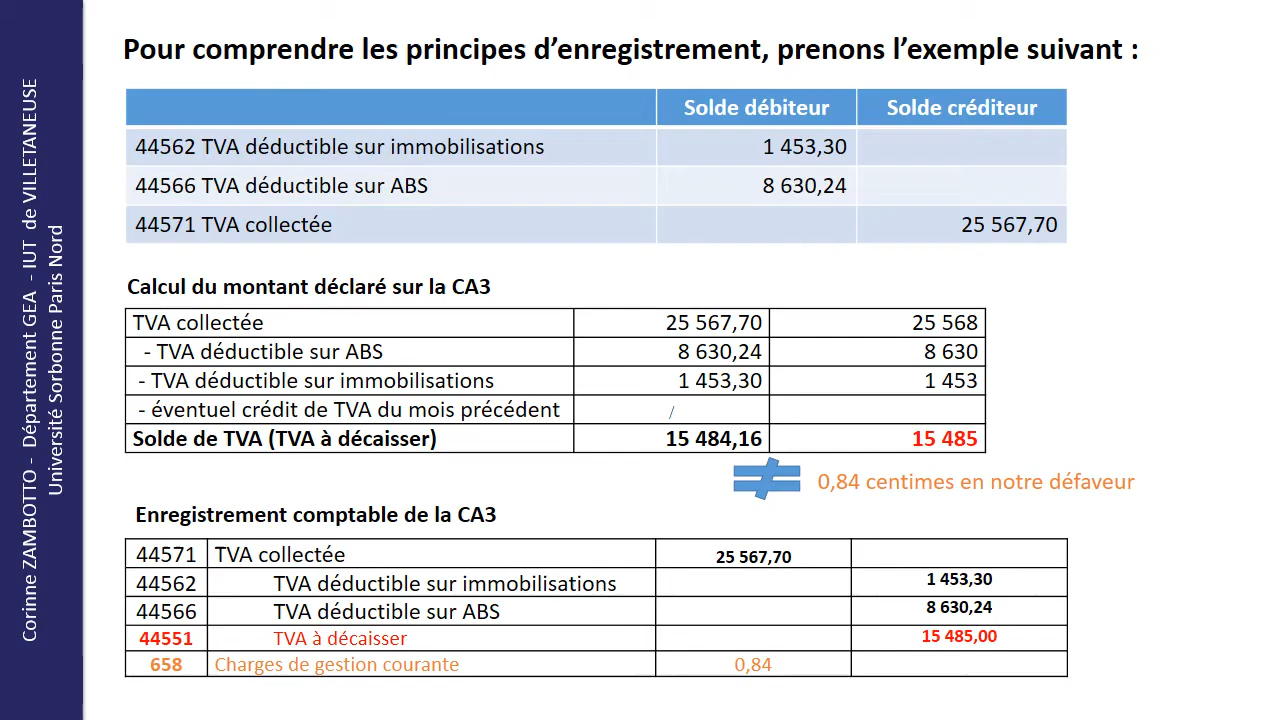 Corinne ZAMBOTTO - Département GEA - IUT de VILLETANEUSE
Université Sorbonne Paris Nord
Pour comprendre les principes d’enregistrement, prenons l’exemple suivant :
Solde débiteur Solde créditeur
44562 TVA déductible sur immobilisations 1 453,30
44566 TVA déductible sur ABS 8 630,24
44571 TVA collectée 25 567,70
Calcul du montant déclaré sur la CA3
TVA collectée 25 567,70 25 568
- TVA déductible sur ABS 8 630,24 8 630
- TVA déductible sur immobilisations 1 453,30 1 453
- éventuel crédit de TVA du mois précédent /
Solde de TVA (TVA à décaisser) 15 484,16 15 485
≠ 0,84 centimes en notre défaveur
Enregistrement comptable de la CA3
44571 TVA collectée 25 567,70
44562 TVA déductible sur immobilisations 1 453,30
44566 TVA déductible sur ABS 8 630,24
44551 TVA à décaisser 15 485,00
658 Charges de gestion courante 0,84